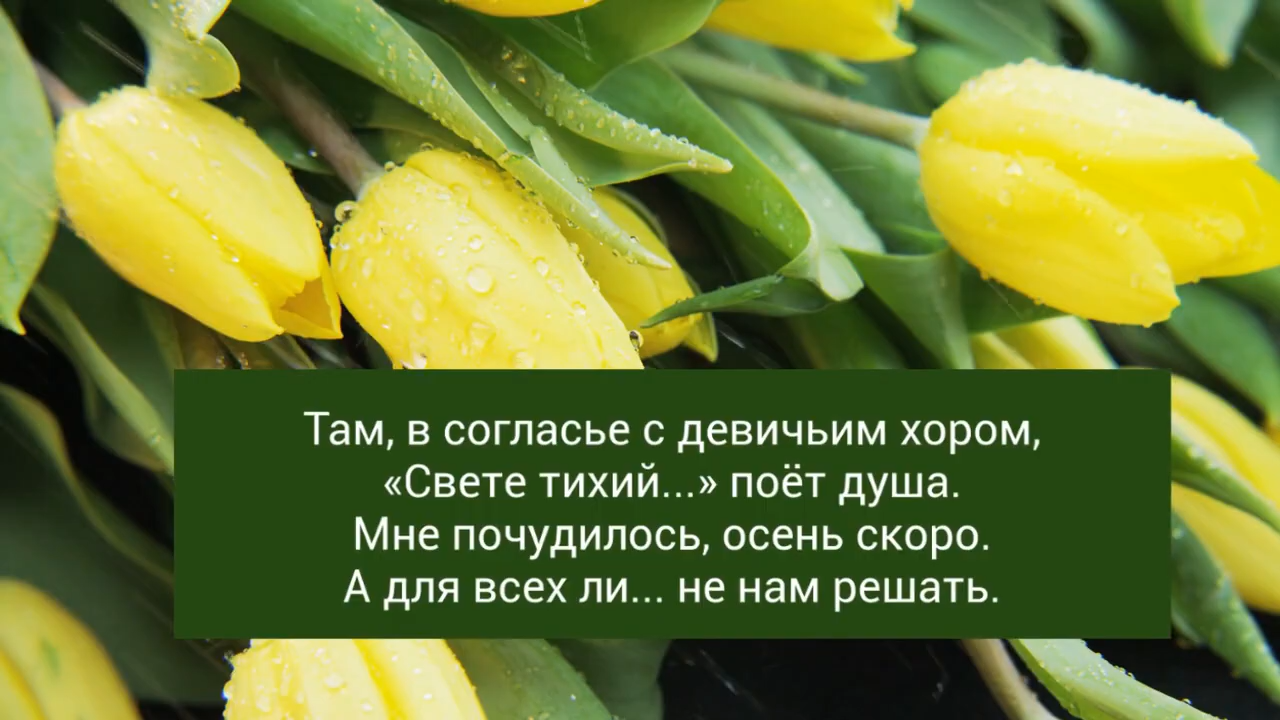 Там, в согласье с девичьим хором,
«Свете тихий...» поёт душа.
Мне почудилось, осень скоро.
А для всех ли... не нам решать.